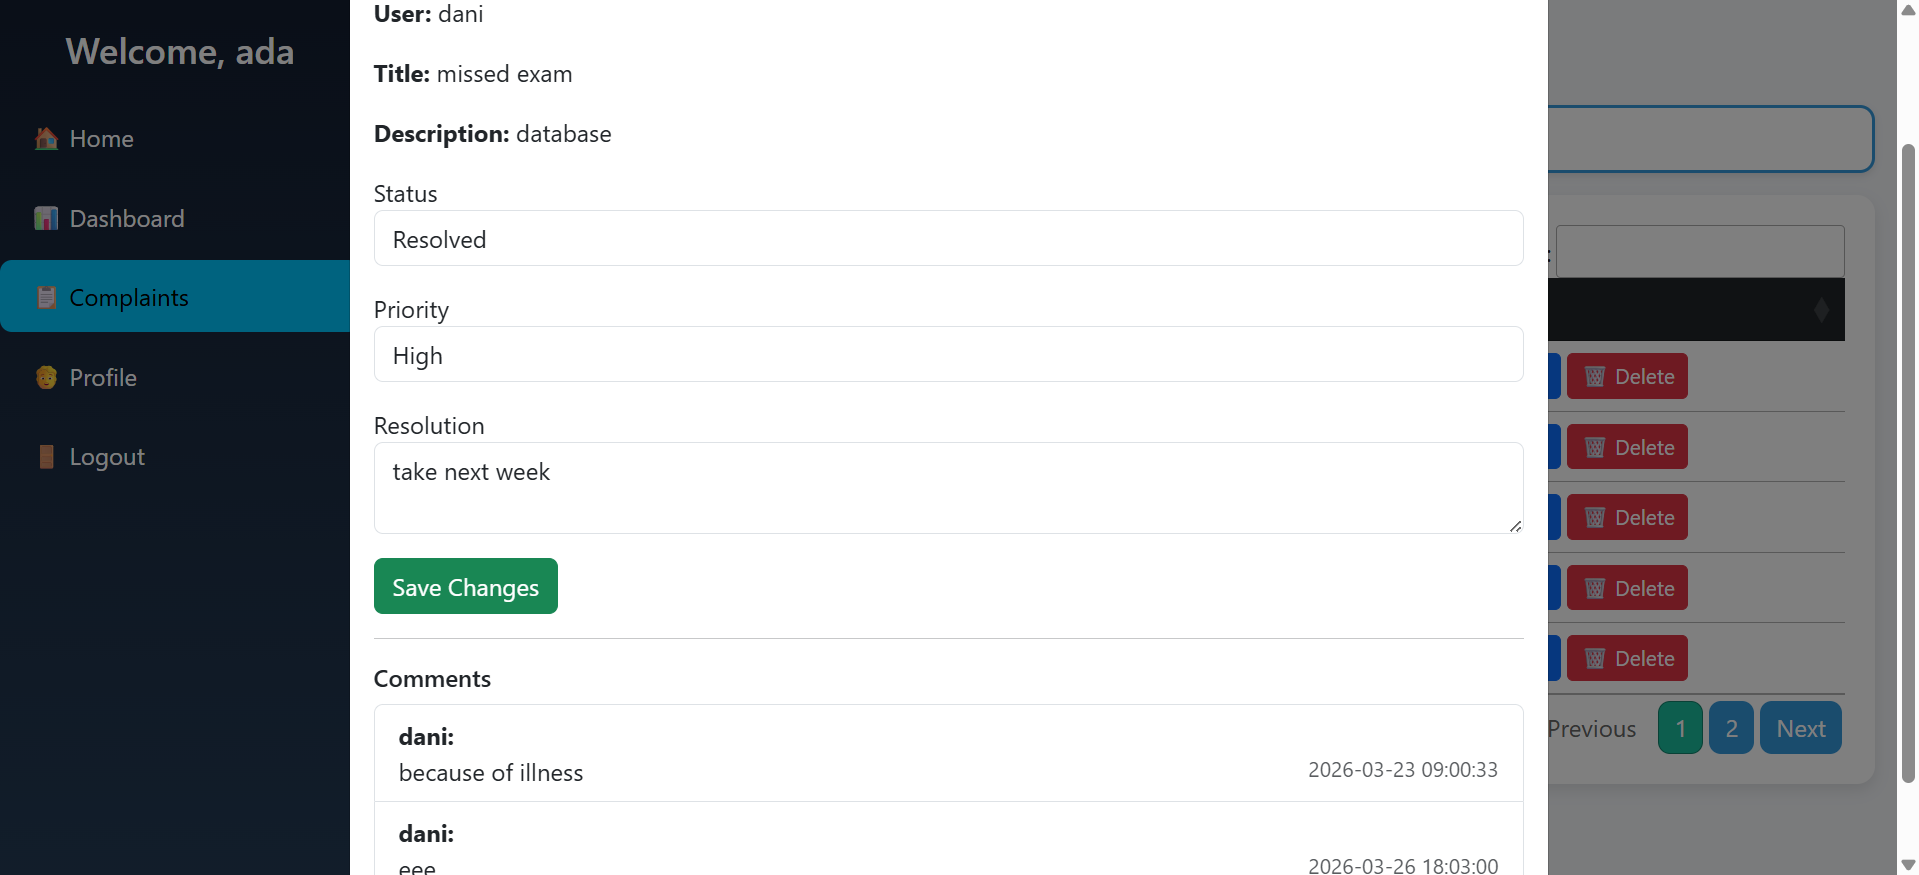 Welcome, ada
Home
Dashboard
Complaints
Profile
Logout
User: dani
Title: missed exam
Description: database
Status
Resolved
Priority
High
Resolution
take next week
Save Changes
Comments
dani:
because of illness
2026-03-23 09:00:33
dani:
eee
2026-03-26 18:03:00
:
Delete
Delete
Delete
Delete
Delete
Previous
1
2
Next